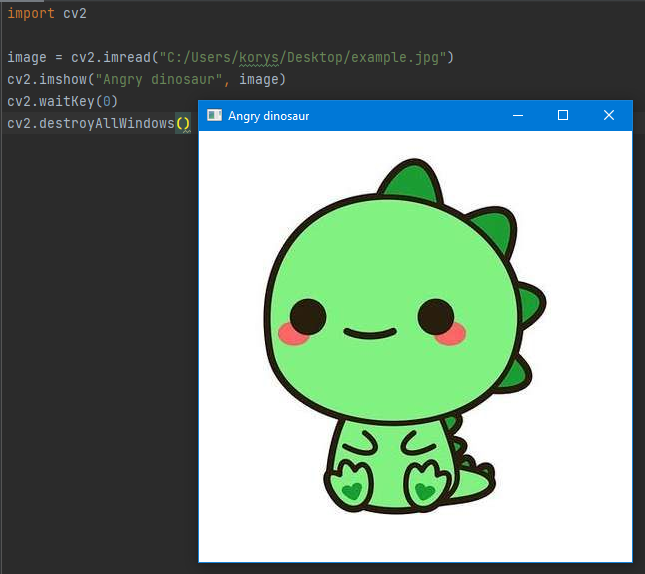 import cv2
image = cv2.imread("C:/Users/korys/Desktop/example.jpg")
cv2.imshow("Angry dinosaur", image)
cv2.waitKey(0)
cv2.destroyAllWindows()
Angry dinosaur